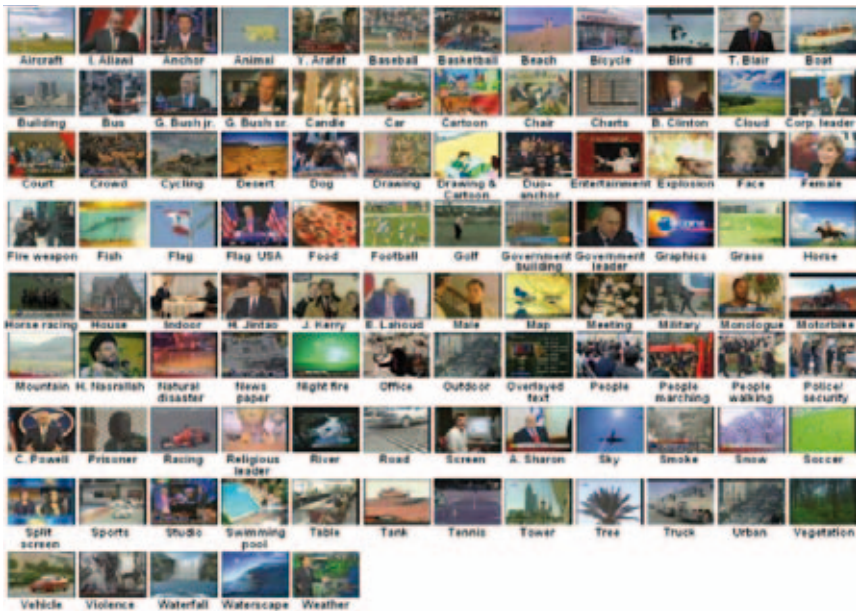 Aircraft I. Allawi Anchor Animal Y. Arafat Baseball Basketball Beach Bicycle Bird T. Blair Boat
Building Bus G. Bush jr. G. Bush sr. Candle Car Cartoon Chair Charts B. Clinton Cloud Corp. leader
Court Crowd Cycling Desert Dog Drawing Drawing & Duo- Entertainment Explosion Face Female
Cartoon anchor
Fire weapon Fish Flag Flag USA Food Football Golf Government Government Graphics Grass Horse
building leader
Horse racing House Indoor H. Jintao J. Kerry E. Lahoud Male Map Meeting Military Monologue Motorbike
Mountain H. Nasrallah Natural News Night fire Office Outdoor Overlayed People People People Police/
disaster paper text marching walking security
C. Powell Prisoner Racing Religious River Road Screen A. Sharon Sky Smoke Snow Soccer
leader
Split Sports Studio Swimming Table Tank Tennis Tower Tree Truck Urban Vegetation
screen pool
Vehicle Violence Waterfall Waterscape Weather